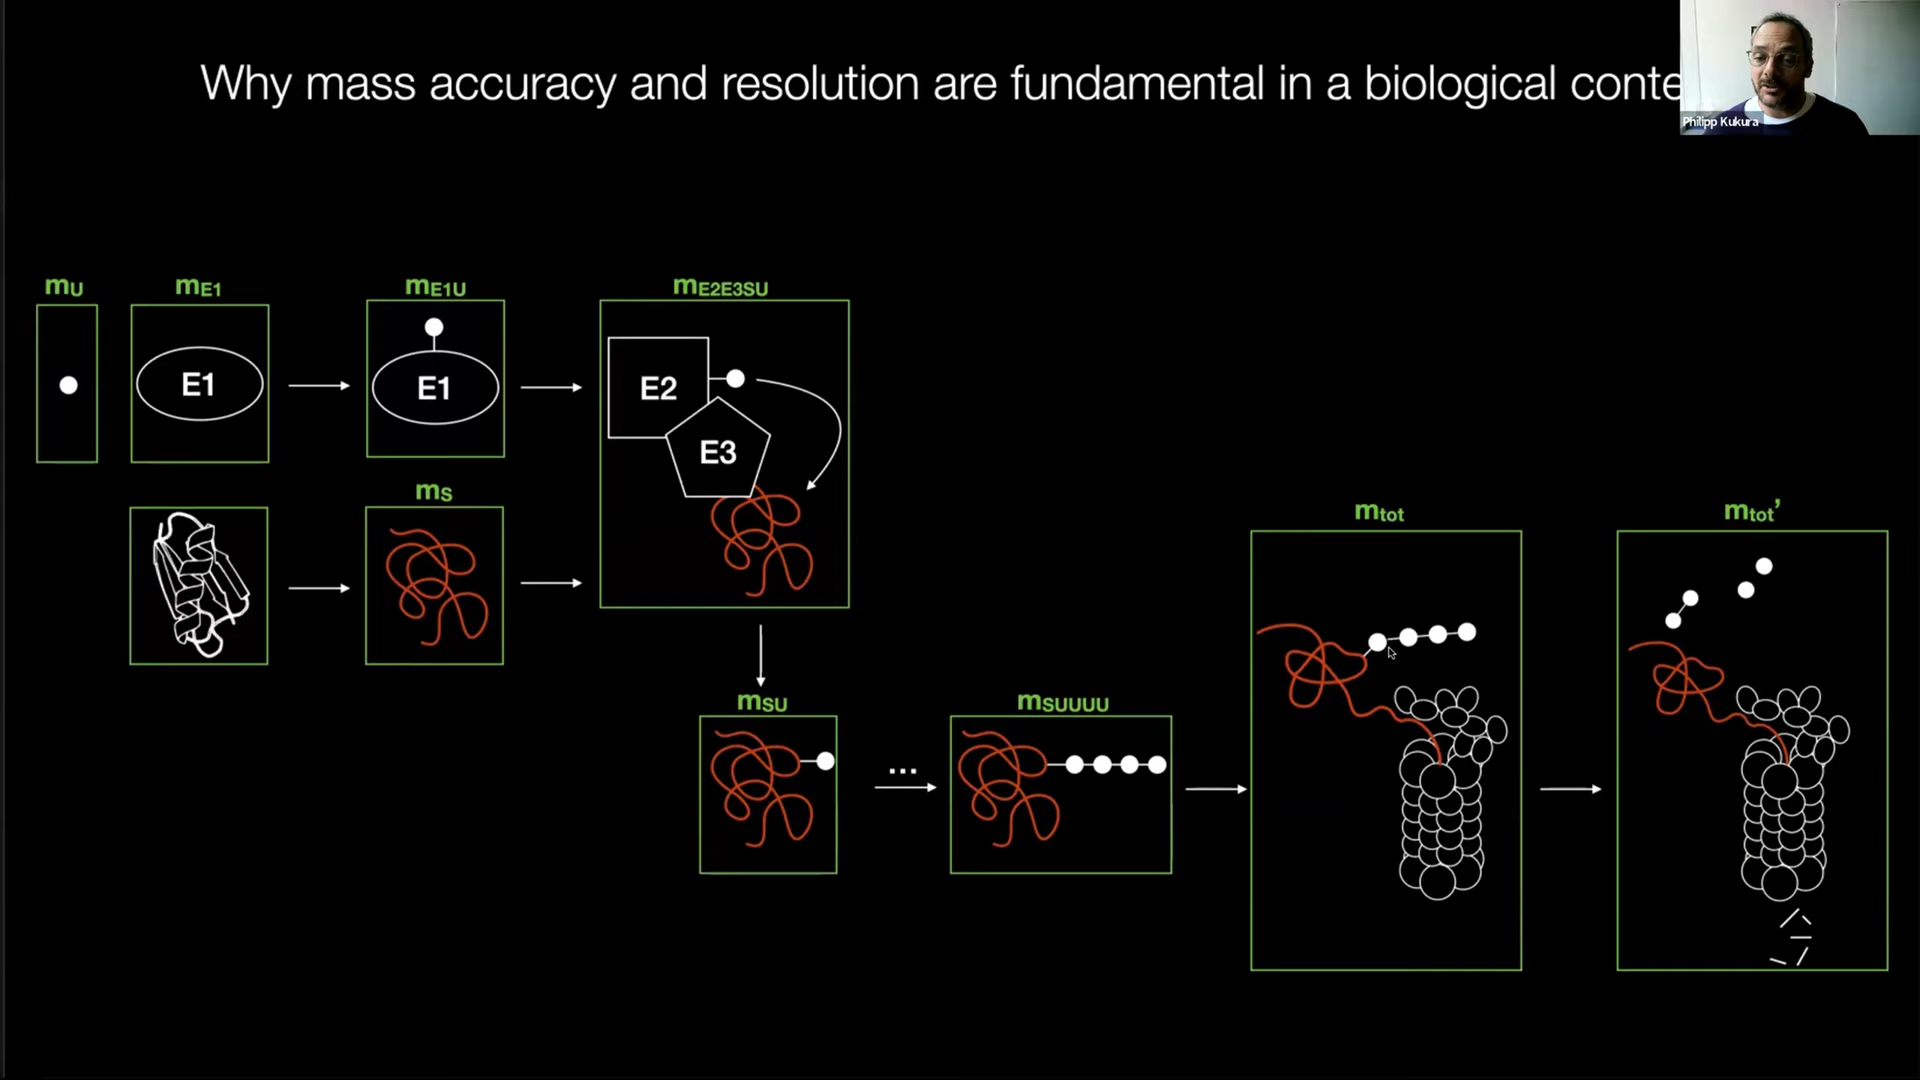 Why mass accuracy and resolution are fundamental in a biological conte
Philipp Kukura
mU
mE1
mE1U
mE2E3SU
E1
E1
E2
E3
mS
mtot
mtot’
mSU
mSUUUU
...